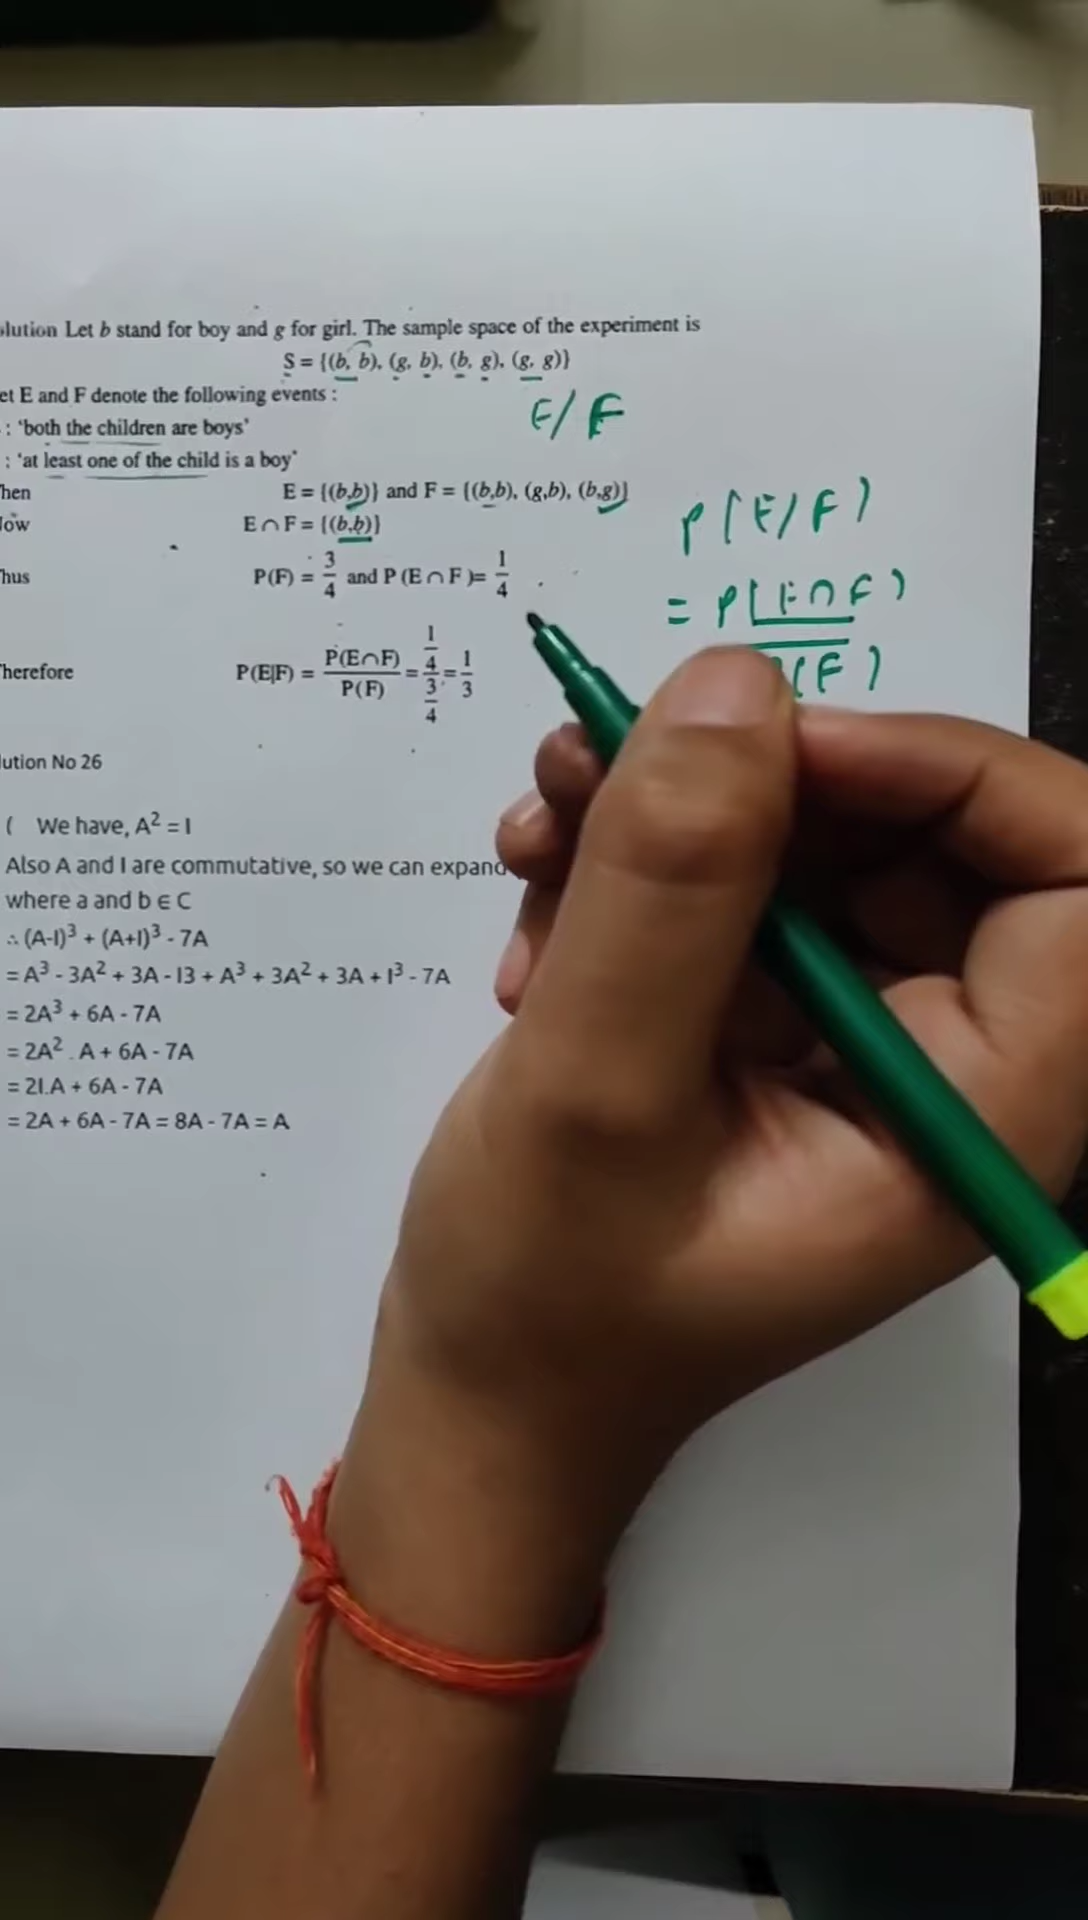 olution Let b stand for boy and g for girl. The sample space of the experiment is
S = {(b, b), (g, b), (b, g), (g, g)}
et E and F denote the following events :
: 'both the children are boys'
: 'at least one of the child is a boy'
E/F
hen E = {(b,b)} and F = {(b,b), (g,b), (b,g)}
Now E ∩ F = {(b,b)}
P(E/F)
hus P(F) = 3/4 and P (E ∩ F )= 1/4
= P(E∩F)
(F)
herefore P(E|F) = P(E∩F)/P(F) = 1/4 / 3/4 = 1/3
lution No 26
( We have, A² = I
Also A and I are commutative, so we can expand
where a and b ∈ C
∴ (A-I)³ + (A+I)³ - 7A
= A³ - 3A² + 3A - I3 + A³ + 3A² + 3A + I³ - 7A
= 2A³ + 6A - 7A
= 2A² . A + 6A - 7A
= 2I.A + 6A - 7A
= 2A + 6A - 7A = 8A - 7A = A